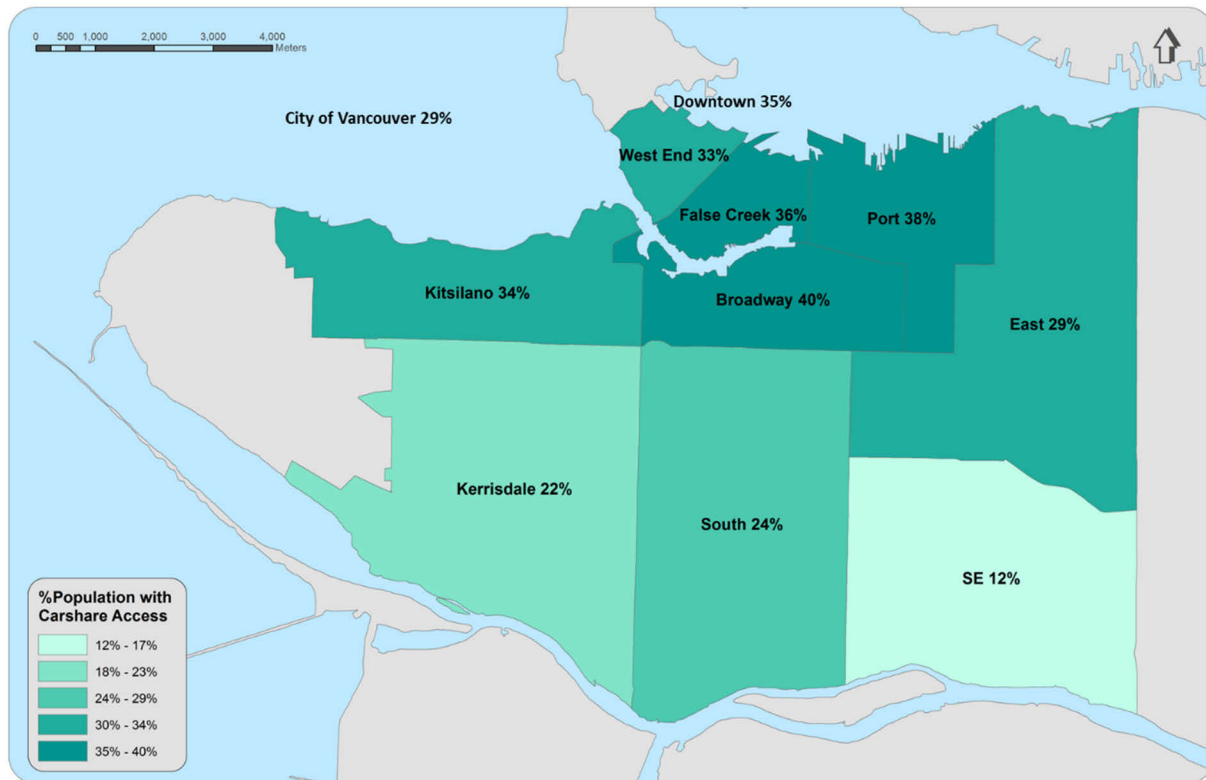 0 500 1,000 2,000 3,000 4,000
Meters
Downtown 35%
City of Vancouver 29%
West End 33%
False Creek 36%
Port 38%
Kitsilano 34%
Broadway 40%
East 29%
Kerrisdale 22%
South 24%
SE 12%
%Population with
Carshare Access
12% - 17%
18% - 23%
24% - 29%
30% - 34%
35% - 40%